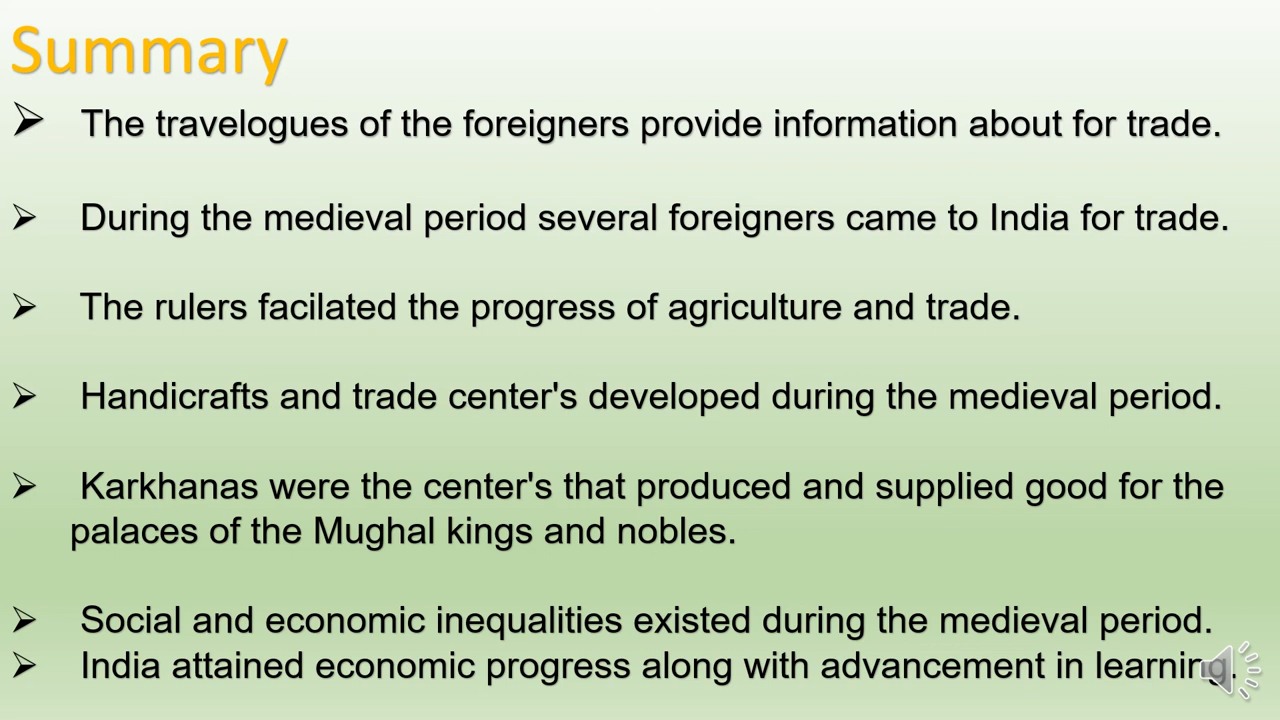 Summary
➢ The travelogues of the foreigners provide information about for trade.
➢ During the medieval period several foreigners came to India for trade.
➢ The rulers facilated the progress of agriculture and trade.
➢ Handicrafts and trade center's developed during the medieval period.
➢ Karkhanas were the center's that produced and supplied good for the
palaces of the Mughal kings and nobles.
➢ Social and economic inequalities existed during the medieval period.
➢ India attained economic progress along with advancement in learning.